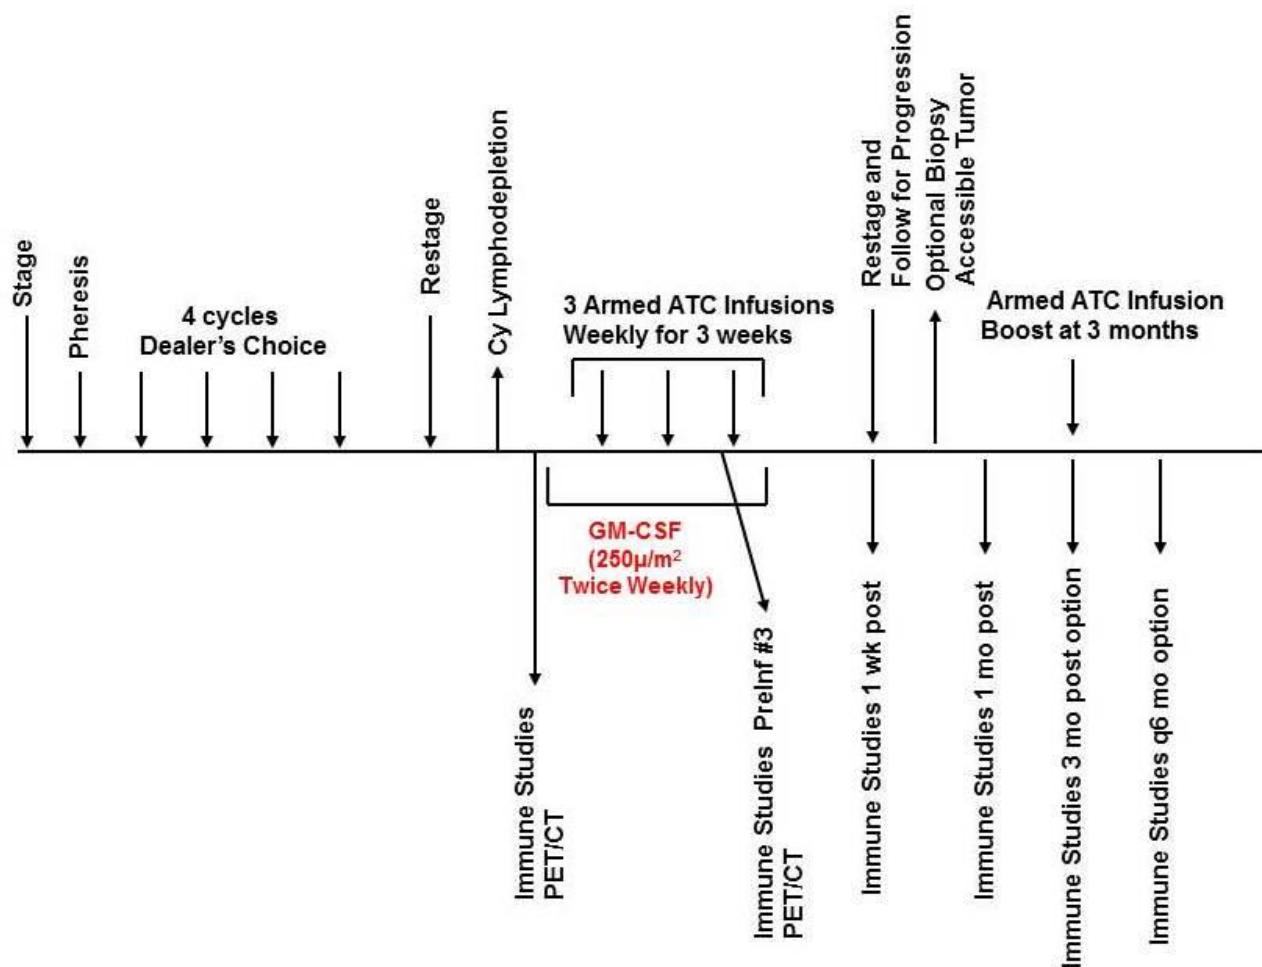 Stage
Pheresis
4 cycles
Dealer's Choice
Restage
Cy Lymphodepletion
3 Armed ATC Infusions
Weekly for 3 weeks
Restage and
Follow for Progression
Optional Biopsy
Accessible Tumor
Armed ATC Infusion
Boost at 3 months
GM-CSF
(250µ/m²
Twice Weekly)
Immune Studies
PET/CT
Immune Studies PreInf #3
PET/CT
Immune Studies 1 wk post
Immune Studies 1 mo post
Immune Studies 3 mo post option
Immune Studies q6 mo option